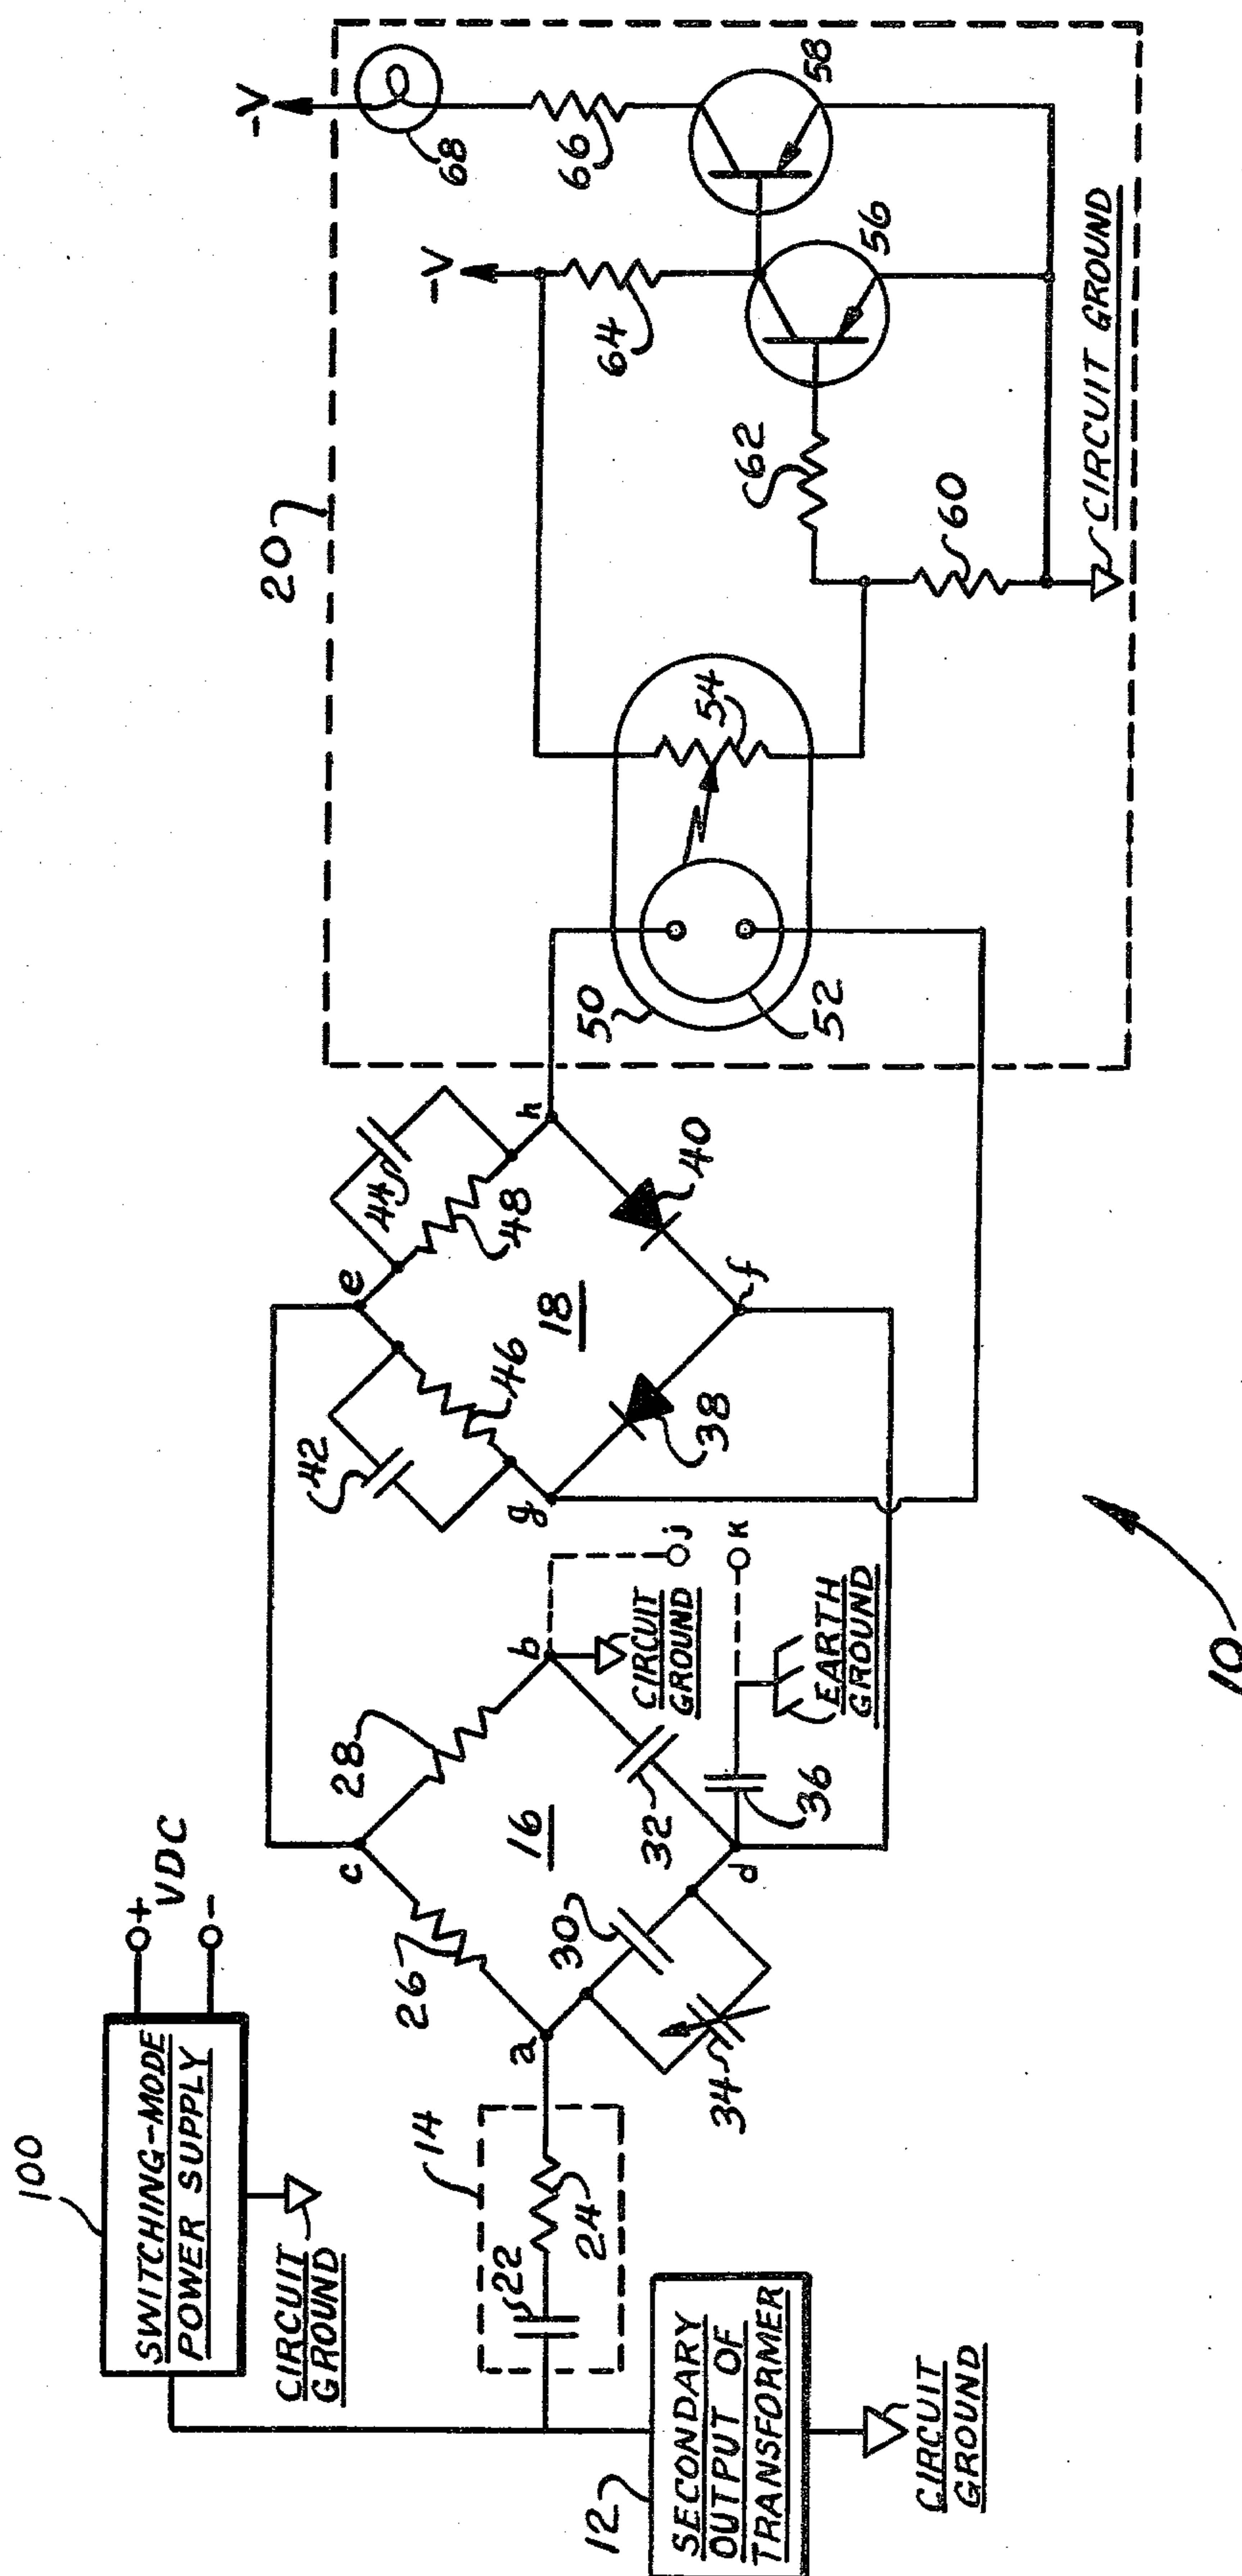 100
SWITCHING-MODE
POWER SUPPLY
+
VDC
-
CIRCUIT
GROUND
12
SECONDARY
OUTPUT OF
TRANSFORMER
CIRCUIT
GROUND
14
22
24
a
26
c
28
b
16
30
34
32
d
36
CIRCUIT
GROUND
j
k
EARTH
GROUND
10
e
42
46
44
48
18
g
h
38
40
f
20
50
52
54
60
62
64
-V
56
66
68
-V
58
CIRCUIT GROUND